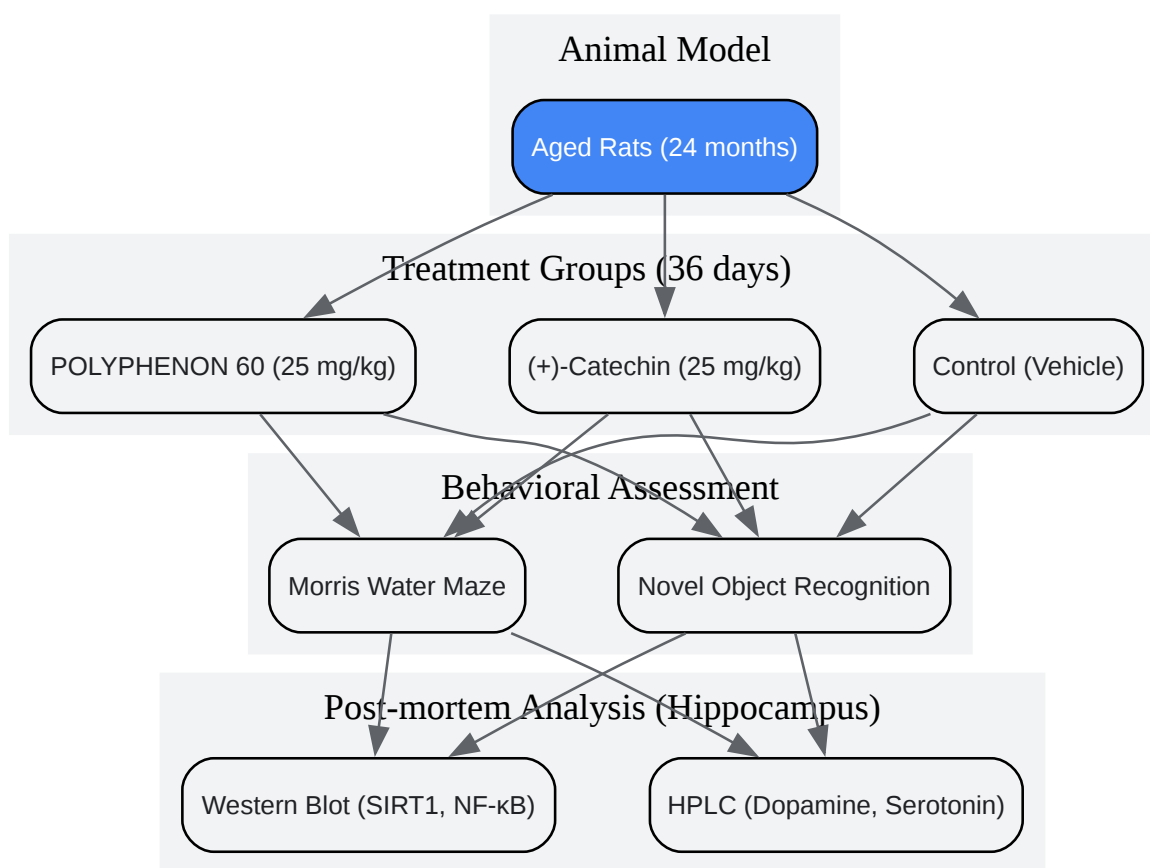 Animal Model
Aged Rats (24 months)
Treatment Groups (36 days)
POLYPHENON 60 (25 mg/kg)
(+)-Catechin (25 mg/kg)
Control (Vehicle)
Behavioral Assessment
Morris Water Maze
Novel Object Recognition
Post-mortem Analysis (Hippocampus)
Western Blot (SIRT1, NF-κB)
HPLC (Dopamine, Serotonin)